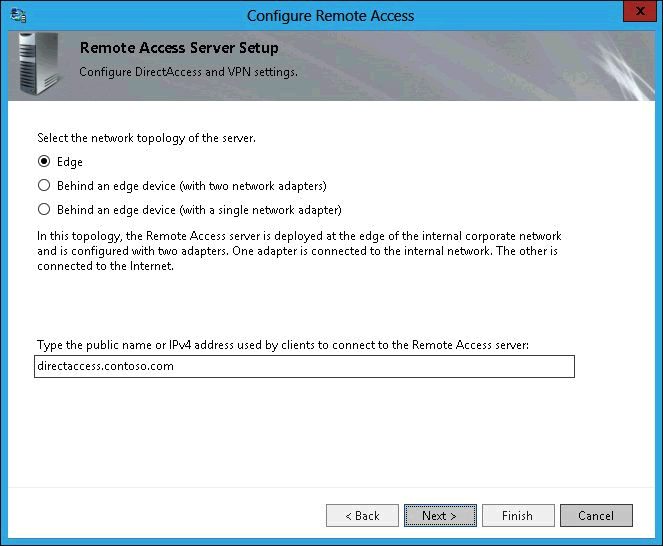 Configure Remote Access
x
Remote Access Server Setup
Configure DirectAccess and VPN settings.
Select the network topology of the server.
Edge
Behind an edge device (with two network adapters)
Behind an edge device (with a single network adapter)
In this topology, the Remote Access server is deployed at the edge of the internal corporate network
and is configured with two adapters. One adapter is connected to the internal network. The other is
connected to the Internet.
Type the public name or IPv4 address used by clients to connect to the Remote Access server:
directaccess.contoso.com
< Back
Next >
Finish
Cancel